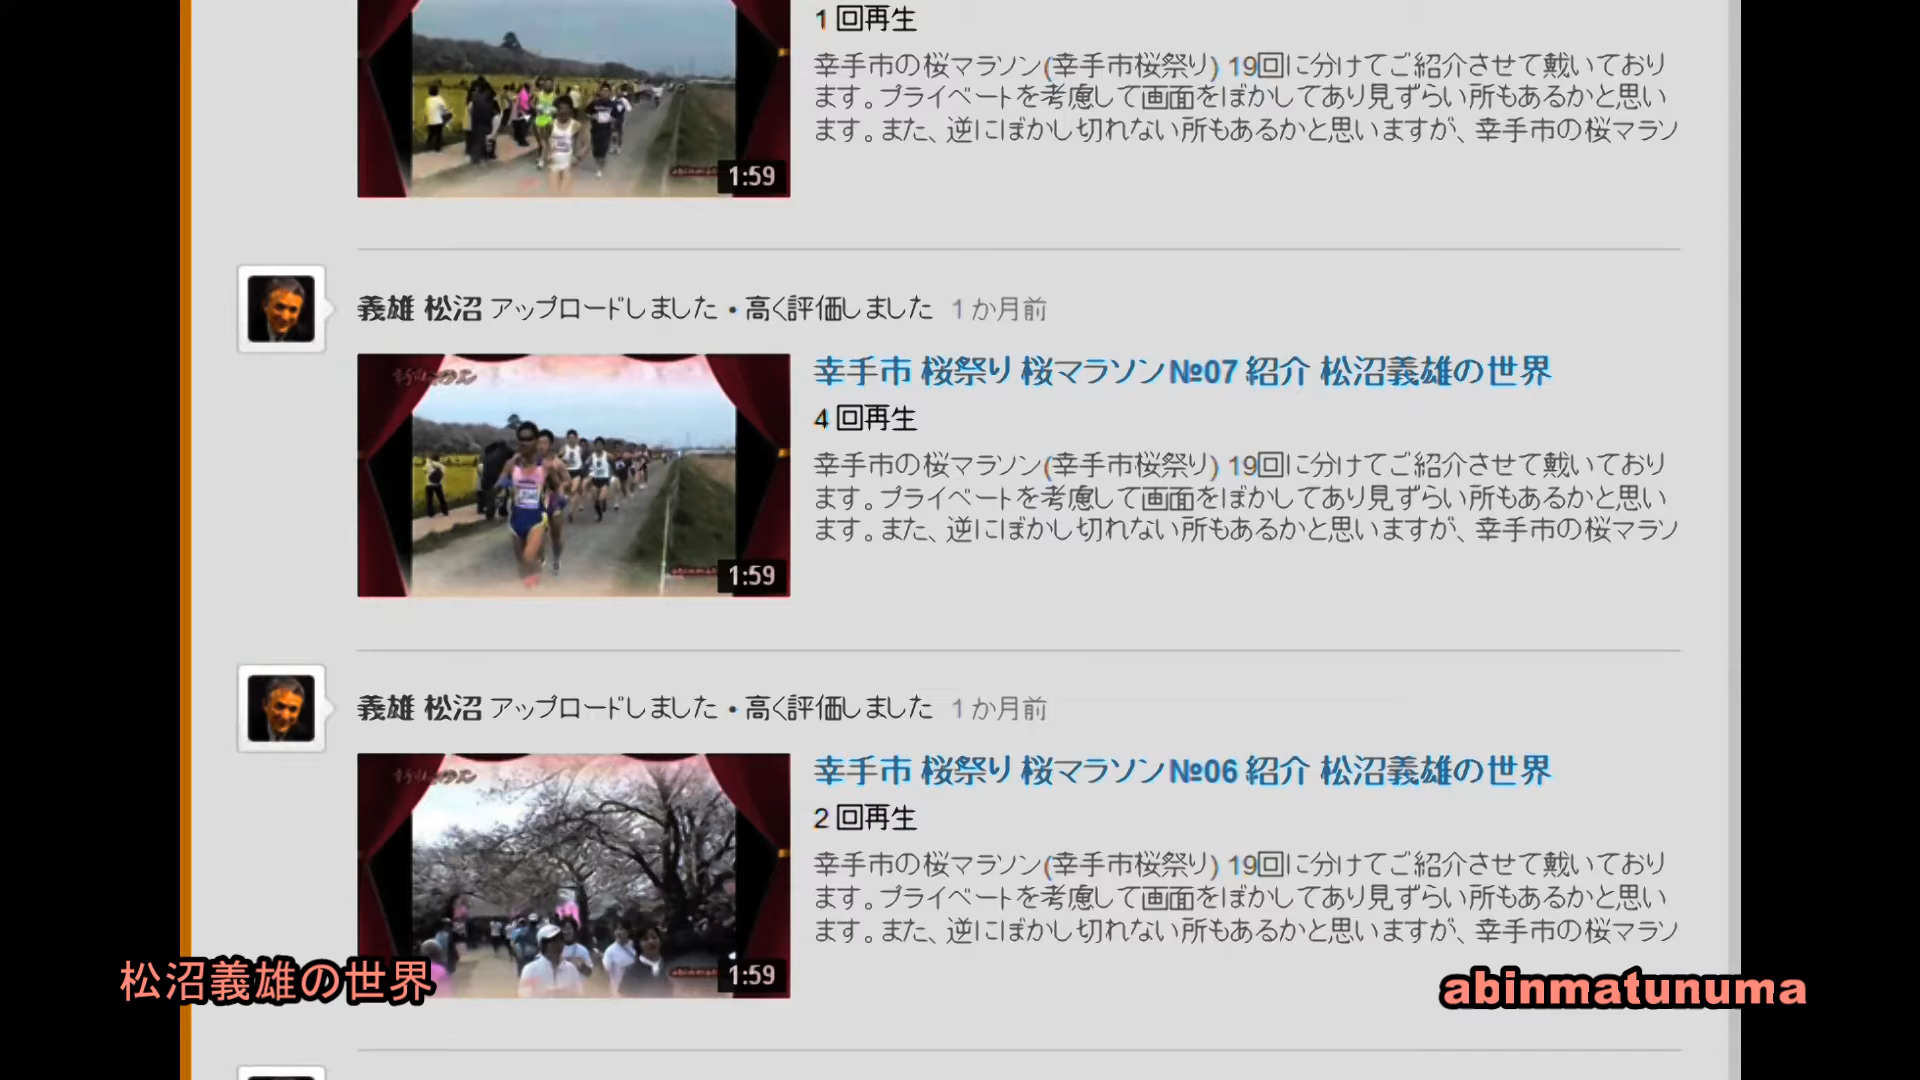 1 回再生
幸手市の桜マラソン(幸手市桜祭り) 19回に分けてご紹介させて戴いており
ます。プライベートを考慮して画面をぼかしてあり見ずらい所もあるかと思い
ます。また、逆にぼかし切れない所もあるかと思いますが、幸手市の桜マラソ
1:59
義雄 松沼 アップロードしました • 高く評価しました 1 か月前
幸手市 桜祭り 桜マラソン№07 紹介 松沼義雄の世界
4 回再生
幸手市の桜マラソン(幸手市桜祭り) 19回に分けてご紹介させて戴いており
ます。プライベートを考慮して画面をぼかしてあり見ずらい所もあるかと思い
ます。また、逆にぼかし切れない所もあるかと思いますが、幸手市の桜マラソ
1:59
義雄 松沼 アップロードしました • 高く評価しました 1 か月前
幸手市 桜祭り 桜マラソン№06 紹介 松沼義雄の世界
2 回再生
幸手市の桜マラソン(幸手市桜祭り) 19回に分けてご紹介させて戴いており
ます。プライベートを考慮して画面をぼかしてあり見ずらい所もあるかと思い
ます。また、逆にぼかし切れない所もあるかと思いますが、幸手市の桜マラソ
1:59
松沼義雄の世界
abinmatunuma